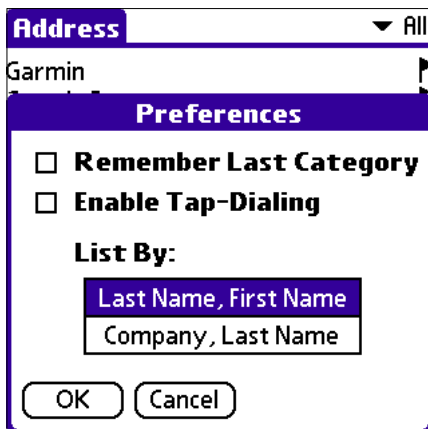 Address
All
Garmin
Preferences
Remember Last Category
Enable Tap-Dialing
List By:
Last Name, First Name
Company, Last Name
OK
Cancel